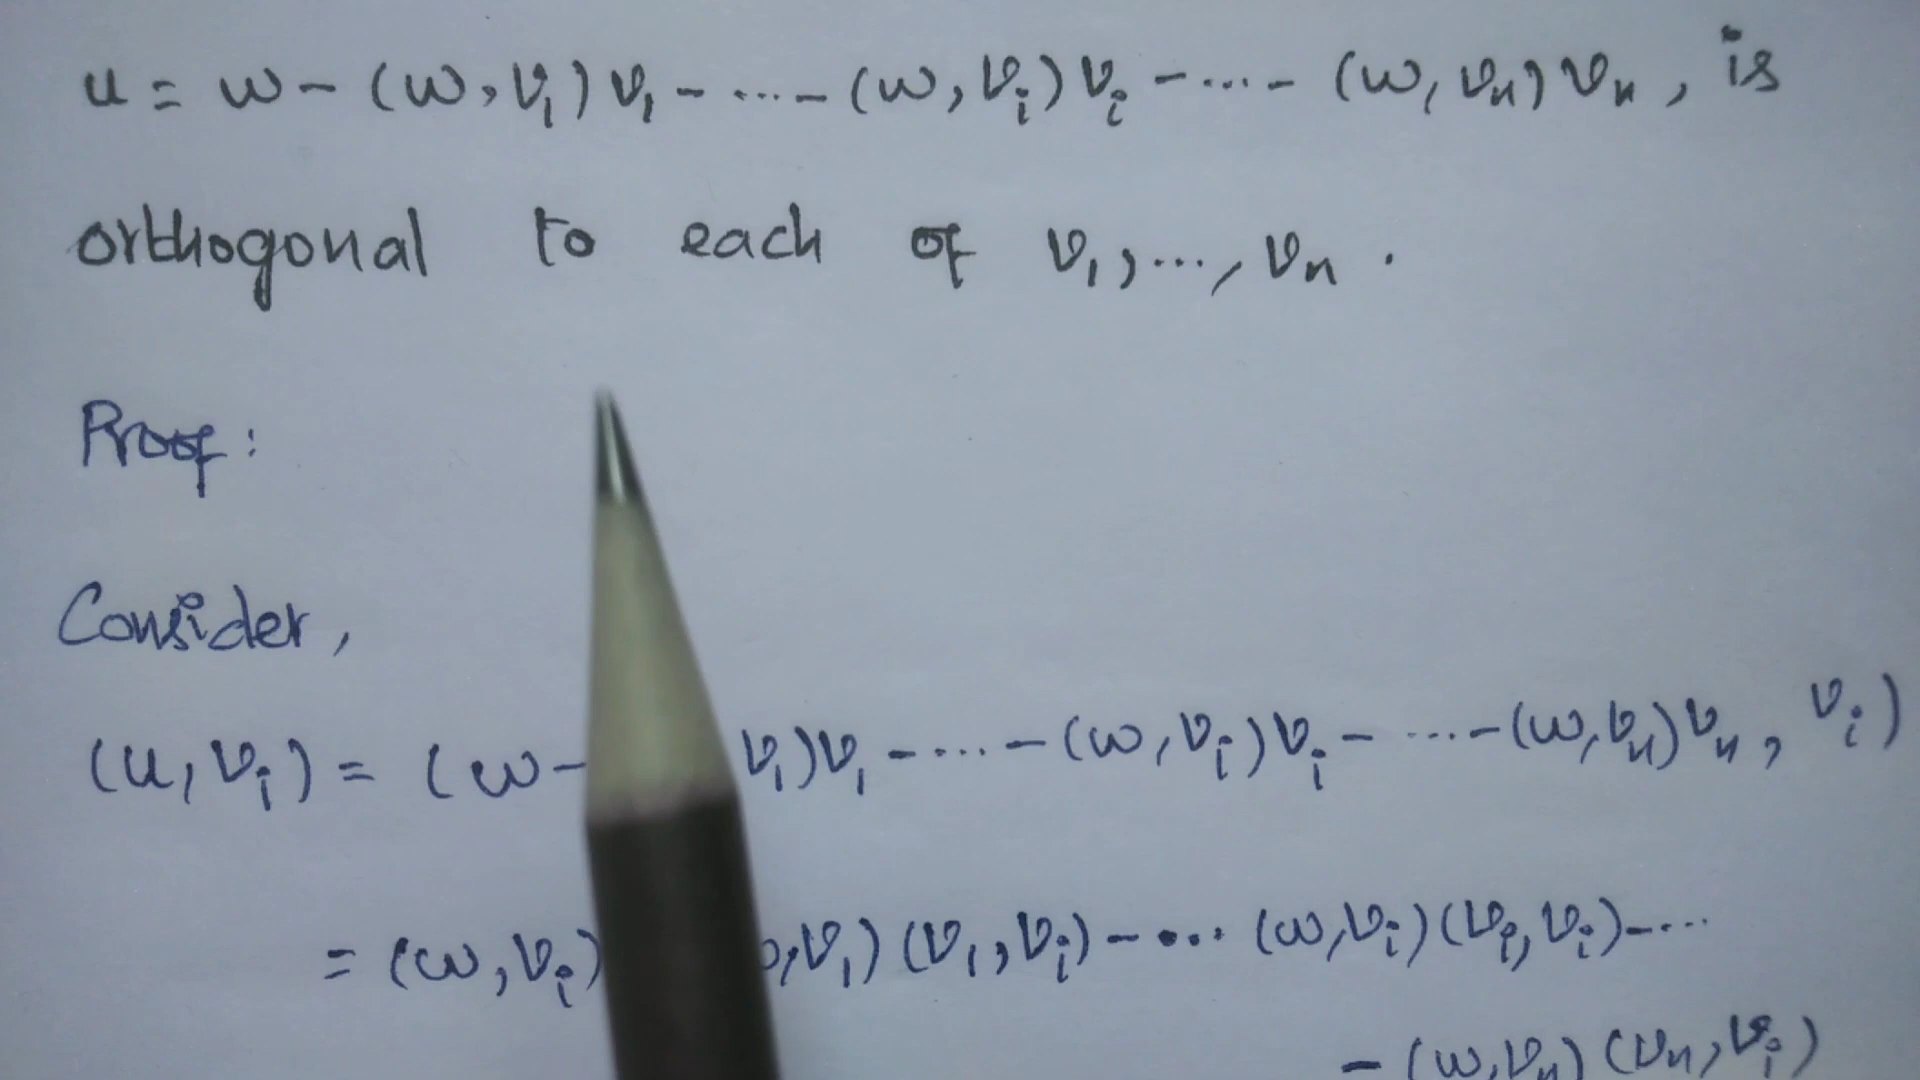 u = w - (w, v₁) v₁ - .... - (w, vᵢ) vᵢ - .... - (w, vₙ) vₙ, is
orthogonal to each of v₁, ..., vₙ.
Proof:
Consider,
(u, vᵢ) = (w - v₁) v₁ - .... - (w, vᵢ) vᵢ - .... - (w, vₙ) vₙ, vᵢ)
= (w, vᵢ) , v₁) (v₁, vᵢ) - ... (w, vᵢ) (vᵢ, vᵢ) - ....
- (w, vₙ) (vₙ, vᵢ)